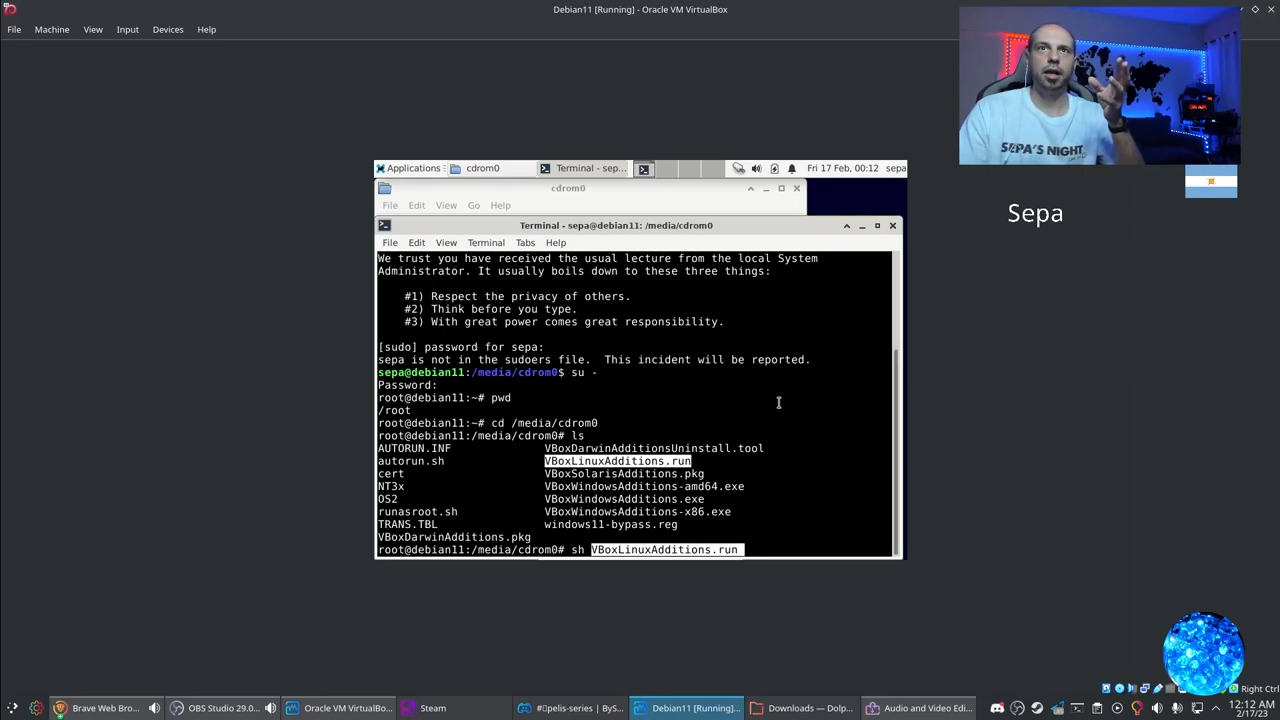 Debian11 [Running] - Oracle VM VirtualBox
File Machine View Input Devices Help
SEPA'S NIGHT
ON AIR
Sepa
Applications cdrom0 Terminal - sep... Fri 17 Feb, 00:12 sepa
cdrom0
File Edit View Go Help
Terminal - sepa@debian11: /media/cdrom0
File Edit View Terminal Tabs Help
We trust you have received the usual lecture from the local System
Administrator. It usually boils down to these three things:
#1) Respect the privacy of others.
#2) Think before you type.
#3) With great power comes great responsibility.
[sudo] password for sepa:
sepa is not in the sudoers file.  This incident will be reported.
sepa@debian11:/media/cdrom0$ su -
Password:
root@debian11:~# pwd
/root
root@debian11:~# cd /media/cdrom0
root@debian11:/media/cdrom0# ls
AUTORUN.INF VBoxDarwinAdditionsUninstall.tool
autorun.sh VBoxLinuxAdditions.run
cert VBoxSolarisAdditions.pkg
NT3x VBoxWindowsAdditions-amd64.exe
OS2 VBoxWindowsAdditions.exe
runasroot.sh VBoxWindowsAdditions-x86.exe
TRANS.TBL windows11-bypass.reg
VBoxDarwinAdditions.pkg
root@debian11:/media/cdrom0# sh VBoxLinuxAdditions.run
Right Ctrl
Brave Web Bro... OBS Studio 29.0... Oracle VM VirtualB... Steam pelis-series | ByS... Debian11 [Running]... Downloads — Dolp... Audio and Video Edi... 12:12 AM
2/17/23